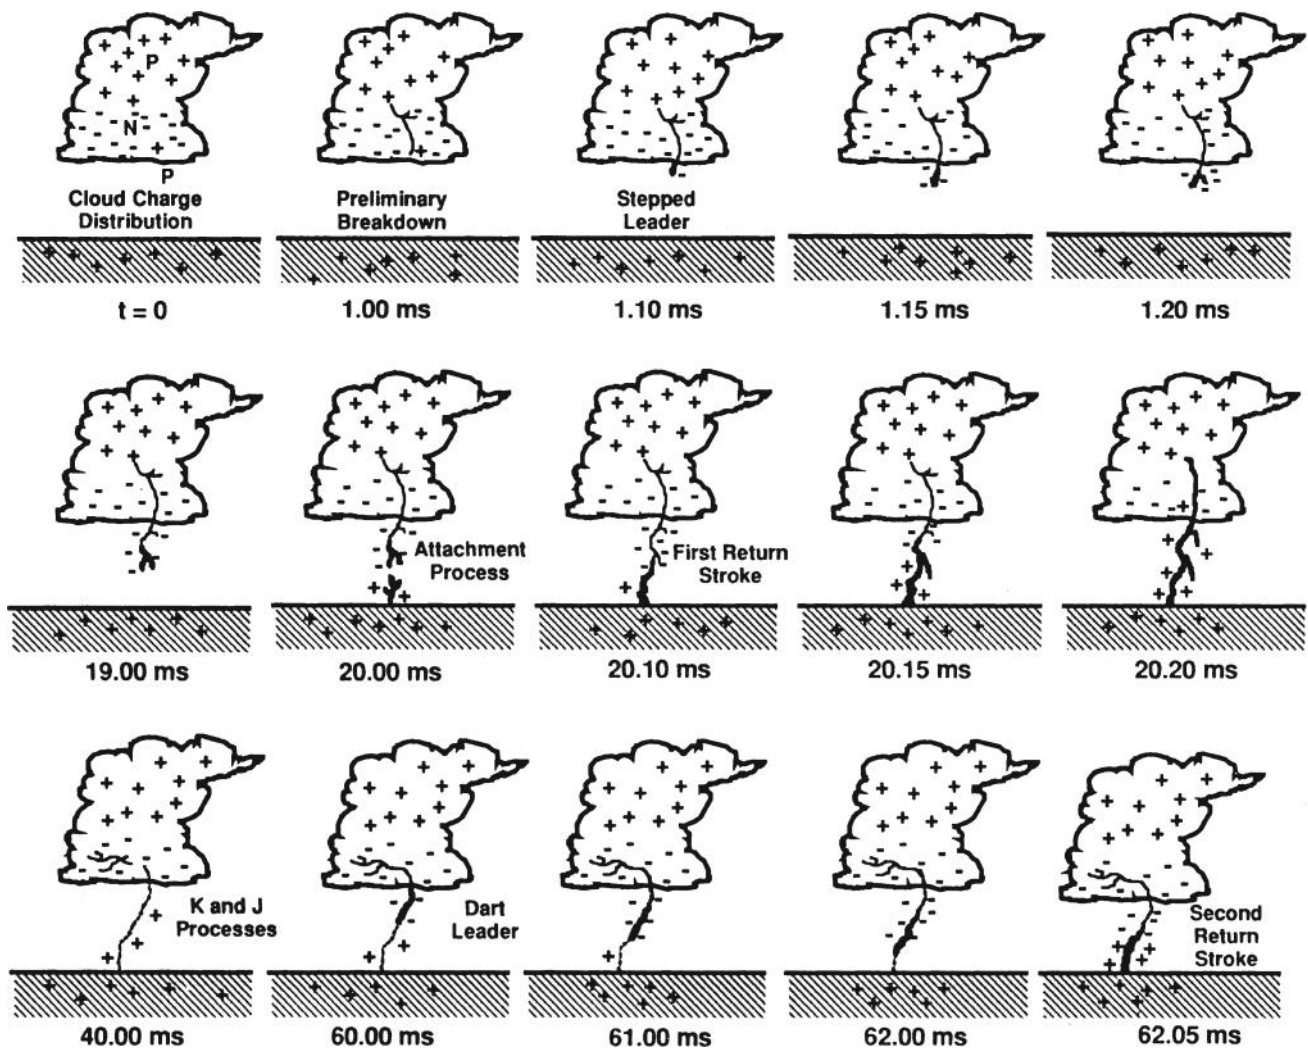 P
N
P
Cloud Charge
Distribution
Preliminary
Breakdown
Stepped
Leader
t = 0
1.00 ms
1.10 ms
1.15 ms
1.20 ms
Attachment
Process
First Return
Stroke
19.00 ms
20.00 ms
20.10 ms
20.15 ms
20.20 ms
K and J
Processes
Dart
Leader
Second
Return
Stroke
40.00 ms
60.00 ms
61.00 ms
62.00 ms
62.05 ms